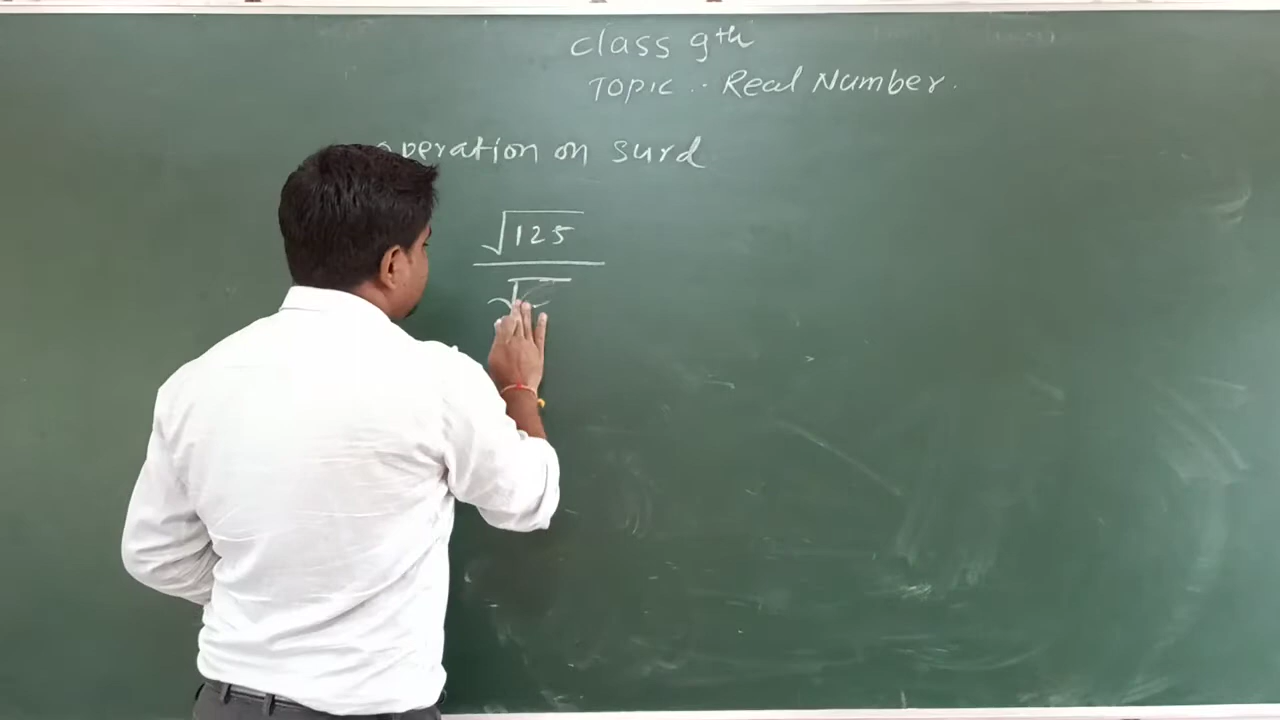 class 9th
TOPIC :- Real Number.
operation on surd
√125